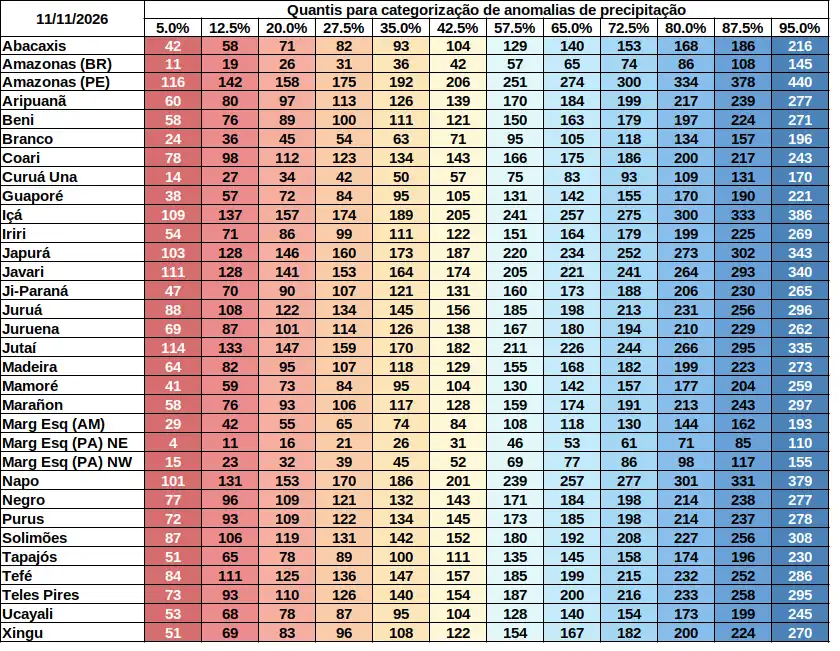 11/11/2026 Quantis para categorização de anomalias de precipitação
5.0% 12.5% 20.0% 27.5% 35.0% 42.5% 57.5% 65.0% 72.5% 80.0% 87.5% 95.0%
Abacaxis 42 58 71 82 93 104 129 140 153 168 186 216
Amazonas (BR) 11 19 26 31 36 42 57 65 74 86 108 145
Amazonas (PE) 116 142 158 175 192 206 251 274 300 334 378 440
Aripuanã 60 80 97 113 126 139 170 184 199 217 239 277
Beni 58 76 89 100 111 121 150 163 179 197 224 271
Branco 24 36 45 54 63 71 95 105 118 134 157 196
Coari 78 98 112 123 134 143 166 175 186 200 217 243
Curuá Una 14 27 34 42 50 57 75 83 93 109 131 170
Guaporé 38 57 72 84 95 105 131 142 155 170 190 221
Içá 109 137 157 174 189 205 241 257 275 300 333 386
Iriri 54 71 86 99 111 122 151 164 179 199 225 269
Japurá 103 128 146 160 173 187 220 234 252 273 302 343
Javari 111 128 141 153 164 174 205 221 241 264 293 340
Ji-Paraná 47 70 90 107 121 131 160 173 188 206 230 265
Juruá 88 108 122 134 145 156 185 198 213 231 256 296
Juruena 69 87 101 114 126 138 167 180 194 210 229 262
Jutaí 114 133 147 159 170 182 211 226 244 266 295 335
Madeira 64 82 95 107 118 129 155 168 182 199 223 273
Mamoré 41 59 73 84 95 104 130 142 157 177 204 259
Marañon 58 76 93 106 117 128 159 174 191 213 243 297
Marg Esq (AM) 29 42 55 65 74 84 108 118 130 144 162 193
Marg Esq (PA) NE 4 11 16 21 26 31 46 53 61 71 85 110
Marg Esq (PA) NW 15 23 32 39 45 52 69 77 86 98 117 155
Napo 101 131 153 170 186 201 239 257 277 301 331 379
Negro 77 96 109 121 132 143 171 184 198 214 238 277
Purus 72 93 109 122 134 145 173 185 198 214 237 278
Solimões 87 106 119 131 142 152 180 192 208 227 256 308
Tapajós 51 65 78 89 100 111 135 145 158 174 196 230
Tefé 84 111 125 136 147 157 185 199 215 232 252 286
Teles Pires 73 93 110 126 140 154 187 200 216 233 258 295
Ucayali 53 68 78 87 95 104 128 140 154 173 199 245
Xingu 51 69 83 96 108 122 154 167 182 200 224 270